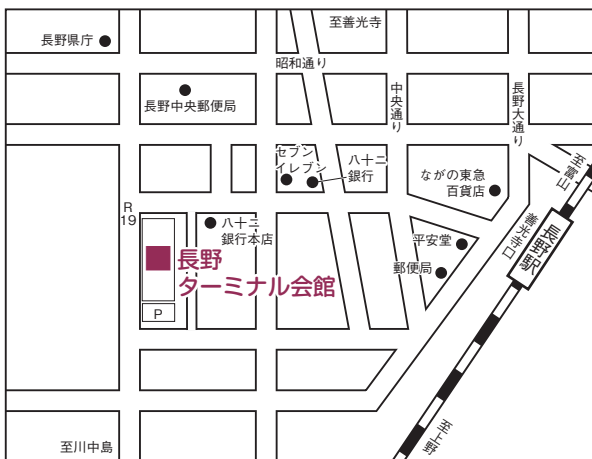 至善光寺
長野県庁
昭和通り
長野中央郵便局
中央通り
長野大通り
セブン
イレブン
八十二
銀行
ながの東急
百貨店
至富山
R
19
八十二
銀行本店
平安堂
善光寺口
長野駅
長野
ターミナル会館
郵便局
P
至川中島
至上野